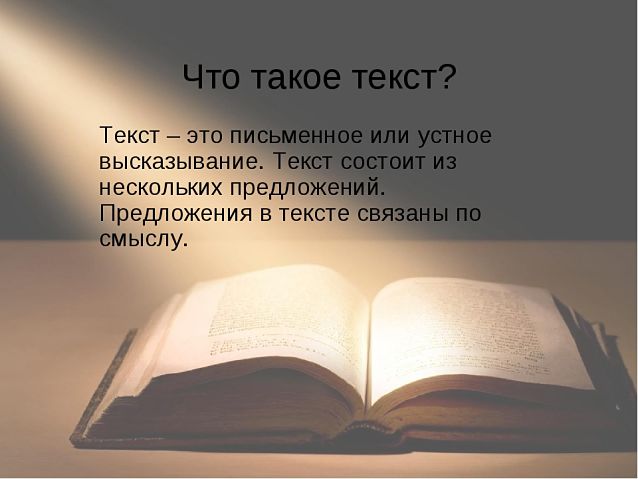 Что такое текст?
Текст – это письменное или устное
высказывание. Текст состоит из
нескольких предложений.
Предложения в тексте связаны по
смыслу.